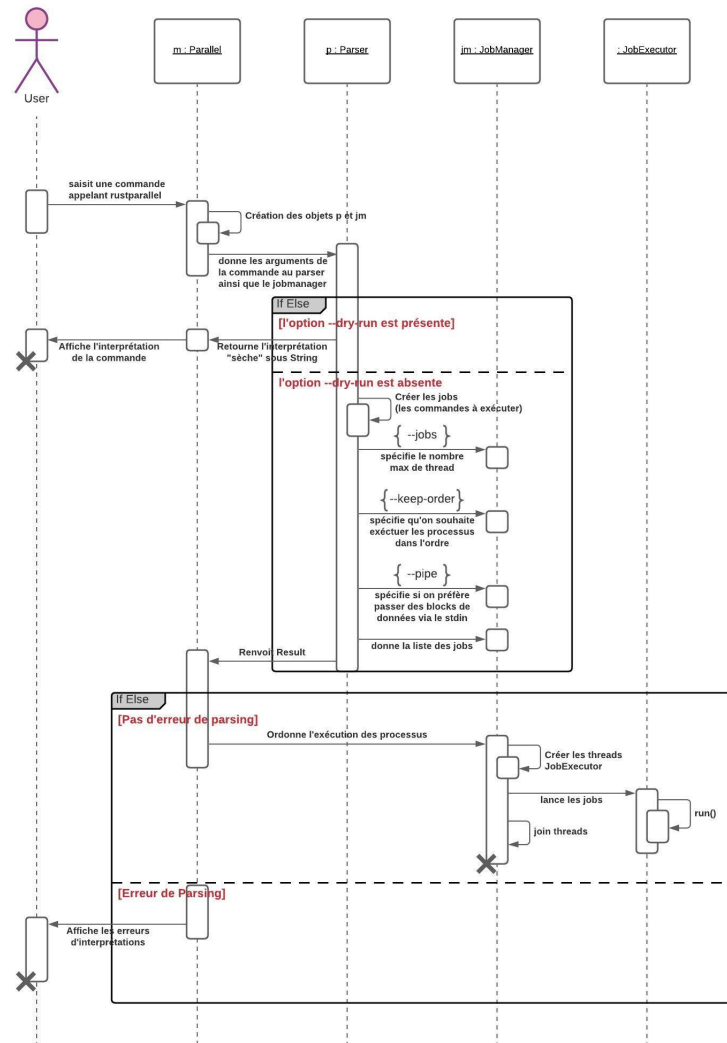 m : Parallel
p : Parser
jm : JobManager
: JobExecutor
User
saisit une commande
appelant rustparallel
Création des objets p et jm
donne les arguments de
la commande au parser
ainsi que le jobmanager
If Else
[l'option --dry-run est présente]
Affiche l'interprétation
de la commande
Retourne l'interprétation
"sèche" sous String
l'option --dry-run est absente
Créer les jobs
(les commandes à exécuter)
{ --jobs }
spécifie le nombre
max de thread
{ --keep-order }
spécifie qu'on souhaite
exéctuer les processus
dans l'ordre
{ --pipe }
spécifie si on préfère
passer des blocks de
données via le stdin
donne la liste des jobs
Renvoit Result
If Else
[Pas d'erreur de parsing]
Ordonne l'exécution des processus
Créer les threads
JobExecutor
lance les jobs
run()
join threads
[Erreur de Parsing]
Affiche les erreurs
d'interprétations